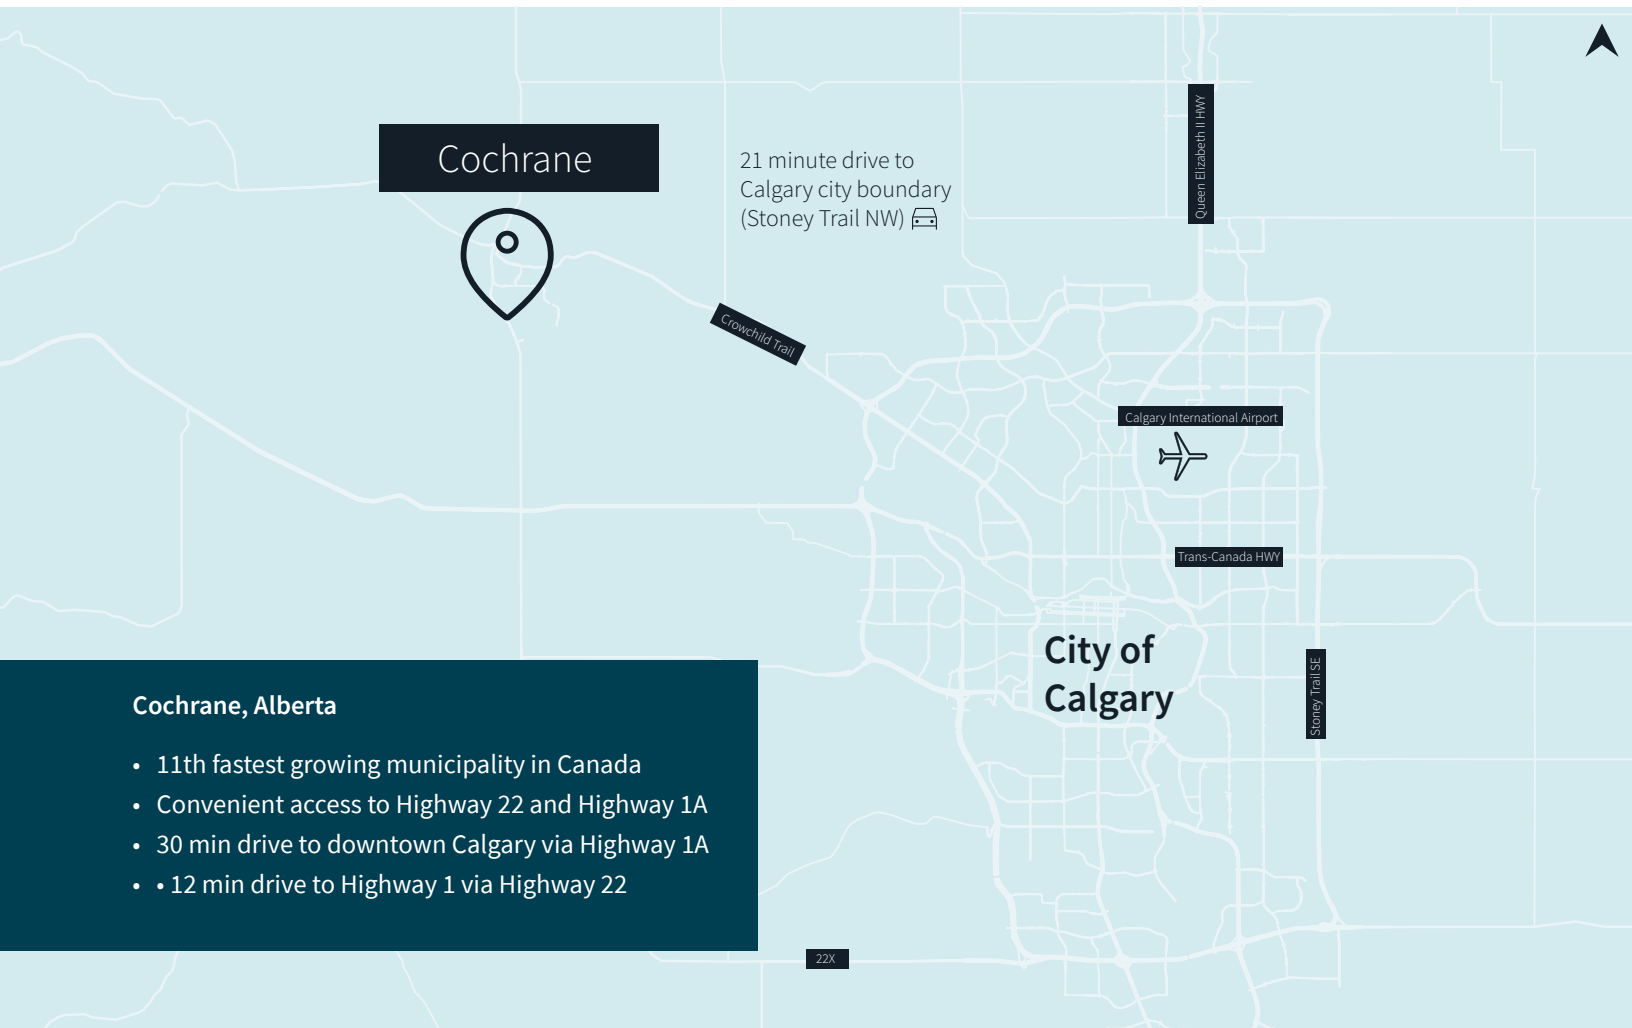 Cochrane
21 minute drive to
Calgary city boundary
(Stoney Trail NW)
Queen Elizabeth II HWY
Crowchild Trail
Calgary International Airport
Trans-Canada HWY
City of
Calgary
Stoney Trail SE
Cochrane, Alberta
• 11th fastest growing municipality in Canada
• Convenient access to Highway 22 and Highway 1A
• 30 min drive to downtown Calgary via Highway 1A
• • 12 min drive to Highway 1 via Highway 22
22X